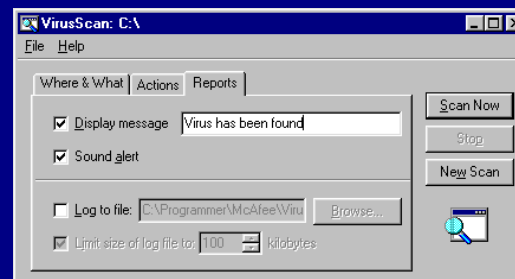 VirusScan: C:\
File Help
Where & What Actions Reports
Display message Virus has been found
Sound alert
Log to file: C:\Programmer\McAfee\Viru Browse...
Limit size of log file to: 100 kilobytes
Scan Now
Stop
New Scan